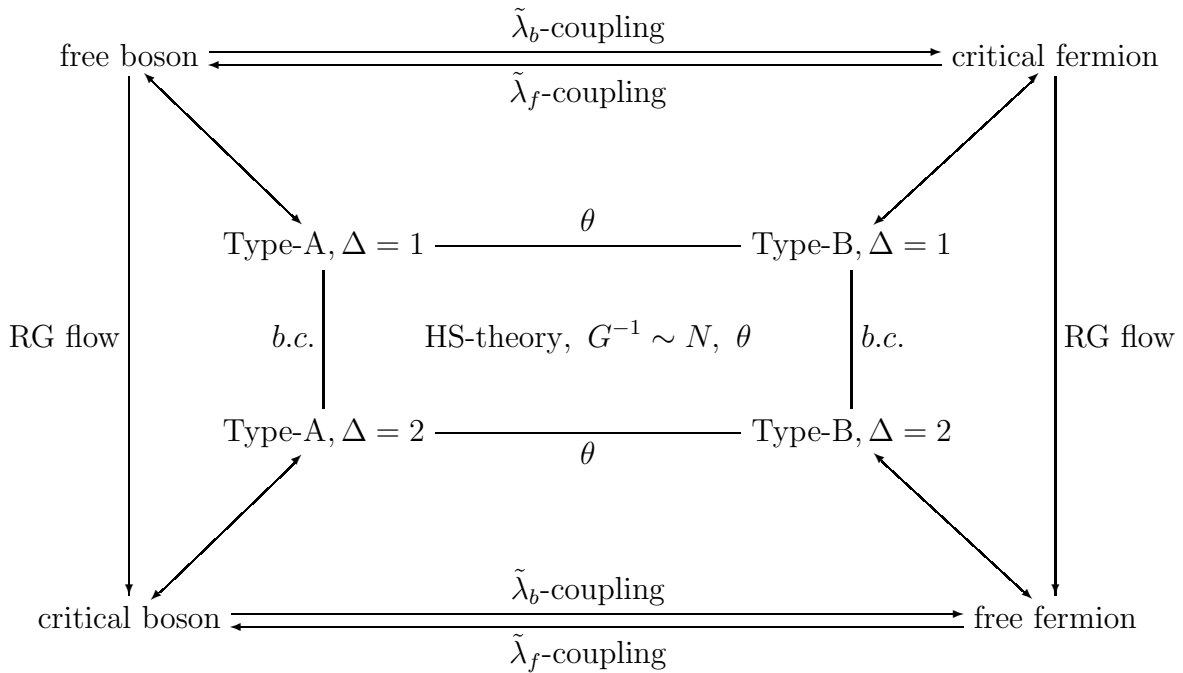 λ̃_b-coupling
free boson critical fermion
λ̃_f-coupling
θ
Type-A, Δ = 1 Type-B, Δ = 1
RG flow b.c. HS-theory, G^{-1} ∼ N, θ b.c. RG flow
Type-A, Δ = 2 Type-B, Δ = 2
θ
λ̃_b-coupling
critical boson free fermion
λ̃_f-coupling